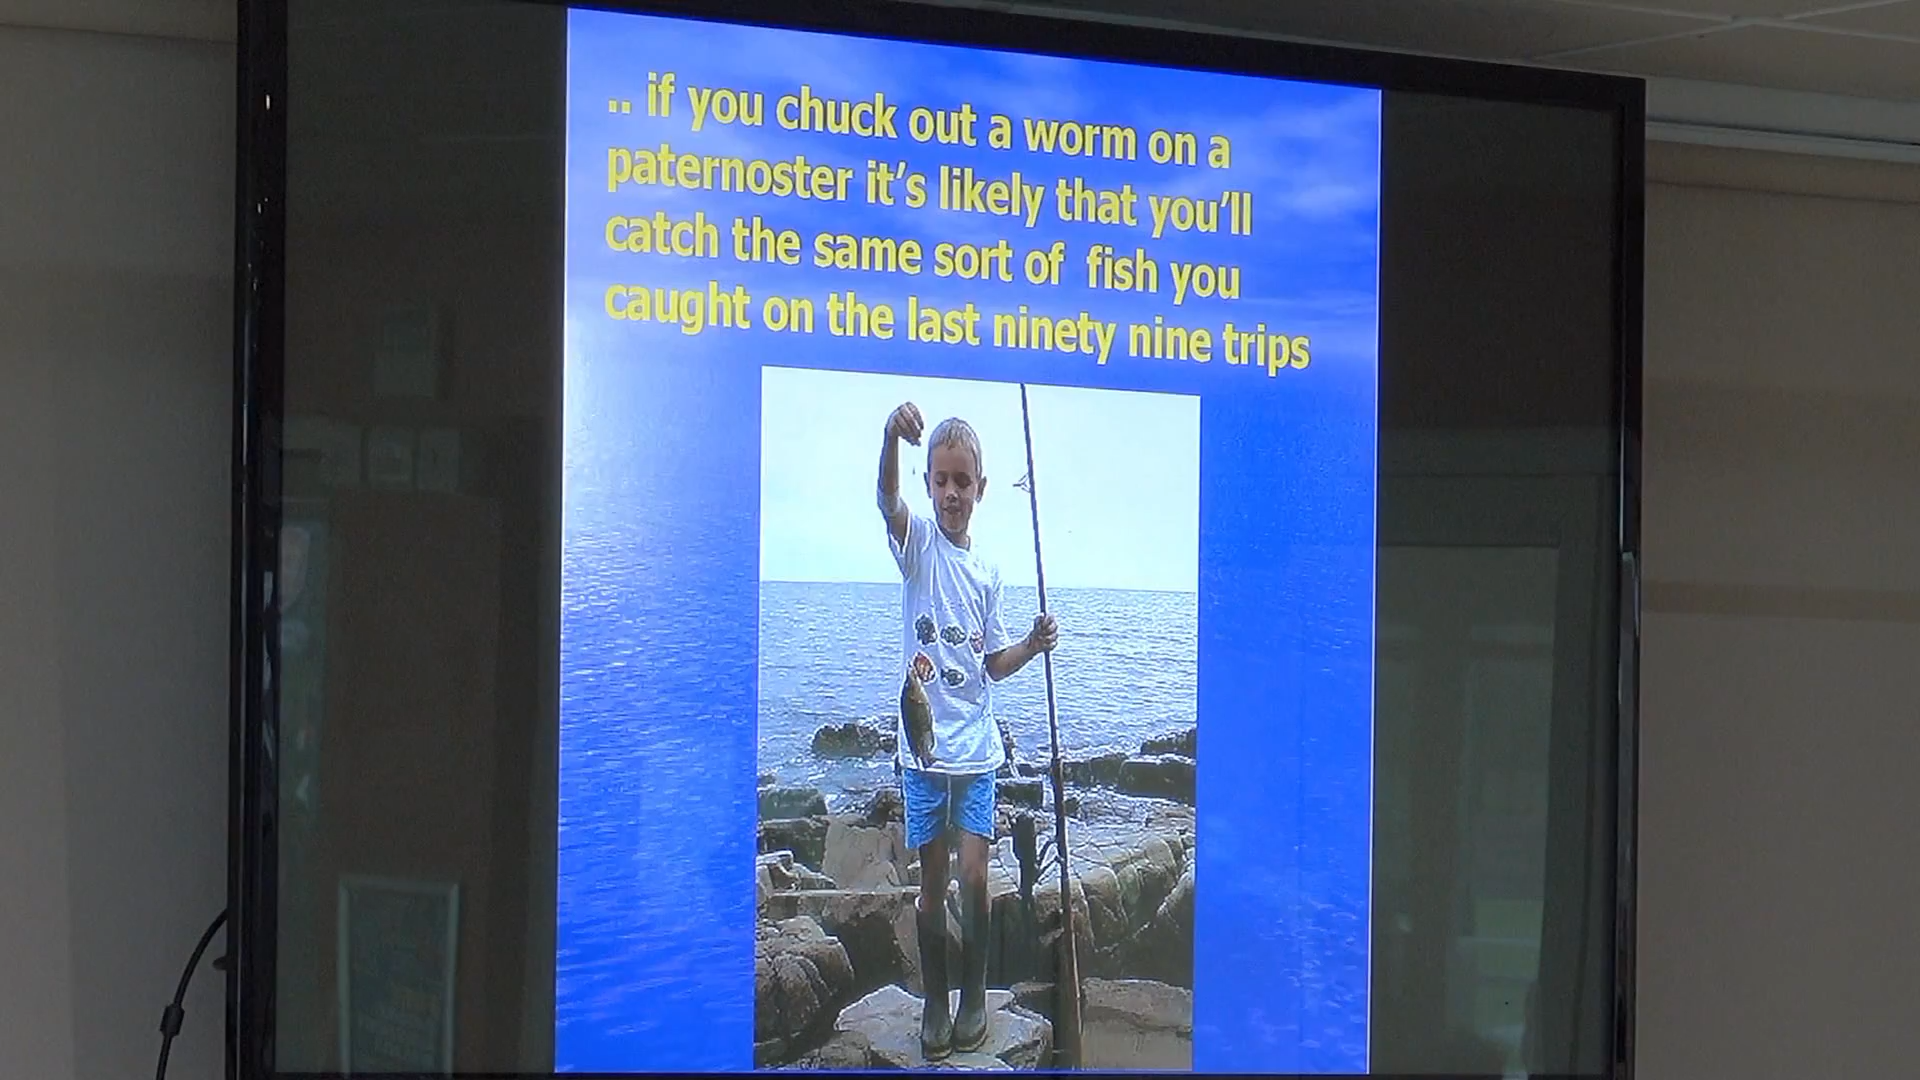 .. if you chuck out a worm on a
paternoster it's likely that you'll
catch the same sort of  fish you
caught on the last ninety nine trips